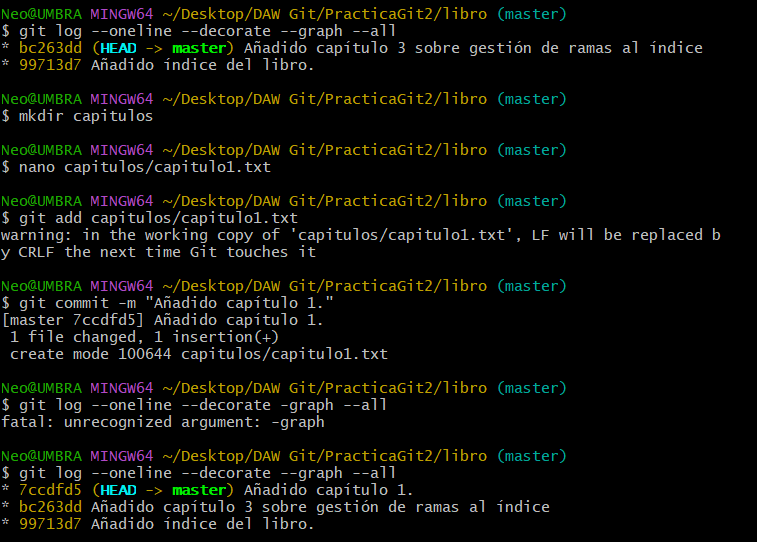 Neo@UMBRA MINGW64 ~/Desktop/DAW Git/PracticaGit2/libro (master)
$ git log --oneline --decorate --graph --all
* bc263dd (HEAD -> master) Añadido capítulo 3 sobre gestión de ramas al índice
* 99713d7 Añadido índice del libro.
Neo@UMBRA MINGW64 ~/Desktop/DAW Git/PracticaGit2/libro (master)
$ mkdir capitulos
Neo@UMBRA MINGW64 ~/Desktop/DAW Git/PracticaGit2/libro (master)
$ nano capitulos/capitulo1.txt
Neo@UMBRA MINGW64 ~/Desktop/DAW Git/PracticaGit2/libro (master)
$ git add capitulos/capitulo1.txt
warning: in the working copy of 'capitulos/capitulo1.txt', LF will be replaced b
y CRLF the next time Git touches it
Neo@UMBRA MINGW64 ~/Desktop/DAW Git/PracticaGit2/libro (master)
$ git commit -m "Añadido capítulo 1."
[master 7ccdfd5] Añadido capítulo 1.
 1 file changed, 1 insertion(+)
 create mode 100644 capitulos/capitulo1.txt
Neo@UMBRA MINGW64 ~/Desktop/DAW Git/PracticaGit2/libro (master)
$ git log --oneline --decorate -graph --all
fatal: unrecognized argument: -graph
Neo@UMBRA MINGW64 ~/Desktop/DAW Git/PracticaGit2/libro (master)
$ git log --oneline --decorate --graph --all
* 7ccdfd5 (HEAD -> master) Añadido capítulo 1.
* bc263dd Añadido capítulo 3 sobre gestión de ramas al índice
* 99713d7 Añadido índice del libro.